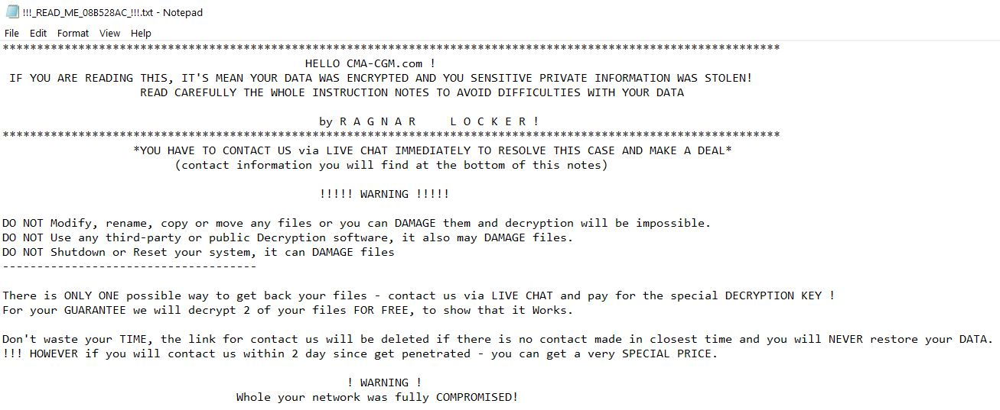 !!!_READ_ME_08B528AC_!!!.txt - Notepad
File Edit Format View Help
*****************************************************************************************************************
HELLO CMA-CGM.com !
IF YOU ARE READING THIS, IT'S MEAN YOUR DATA WAS ENCRYPTED AND YOU SENSITIVE PRIVATE INFORMATION WAS STOLEN!
READ CAREFULLY THE WHOLE INSTRUCTION NOTES TO AVOID DIFFICULTIES WITH YOUR DATA
by R A G N A R L O C K E R !
*****************************************************************************************************************
*YOU HAVE TO CONTACT US via LIVE CHAT IMMEDIATELY TO RESOLVE THIS CASE AND MAKE A DEAL*
(contact information you will find at the bottom of this notes)
!!!!! WARNING !!!!!
DO NOT Modify, rename, copy or move any files or you can DAMAGE them and decryption will be impossible.
DO NOT Use any third-party or public Decryption software, it also may DAMAGE files.
DO NOT Shutdown or Reset your system, it can DAMAGE files
-------------------------------------
There is ONLY ONE possible way to get back your files - contact us via LIVE CHAT and pay for the special DECRYPTION KEY !
For your GUARANTEE we will decrypt 2 of your files FOR FREE, to show that it Works.
Don't waste your TIME, the link for contact us will be deleted if there is no contact made in closest time and you will NEVER restore your DATA.
!!! HOWEVER if you will contact us within 2 day since get penetrated - you can get a very SPECIAL PRICE.
! WARNING !
Whole your network was fully COMPROMISED!